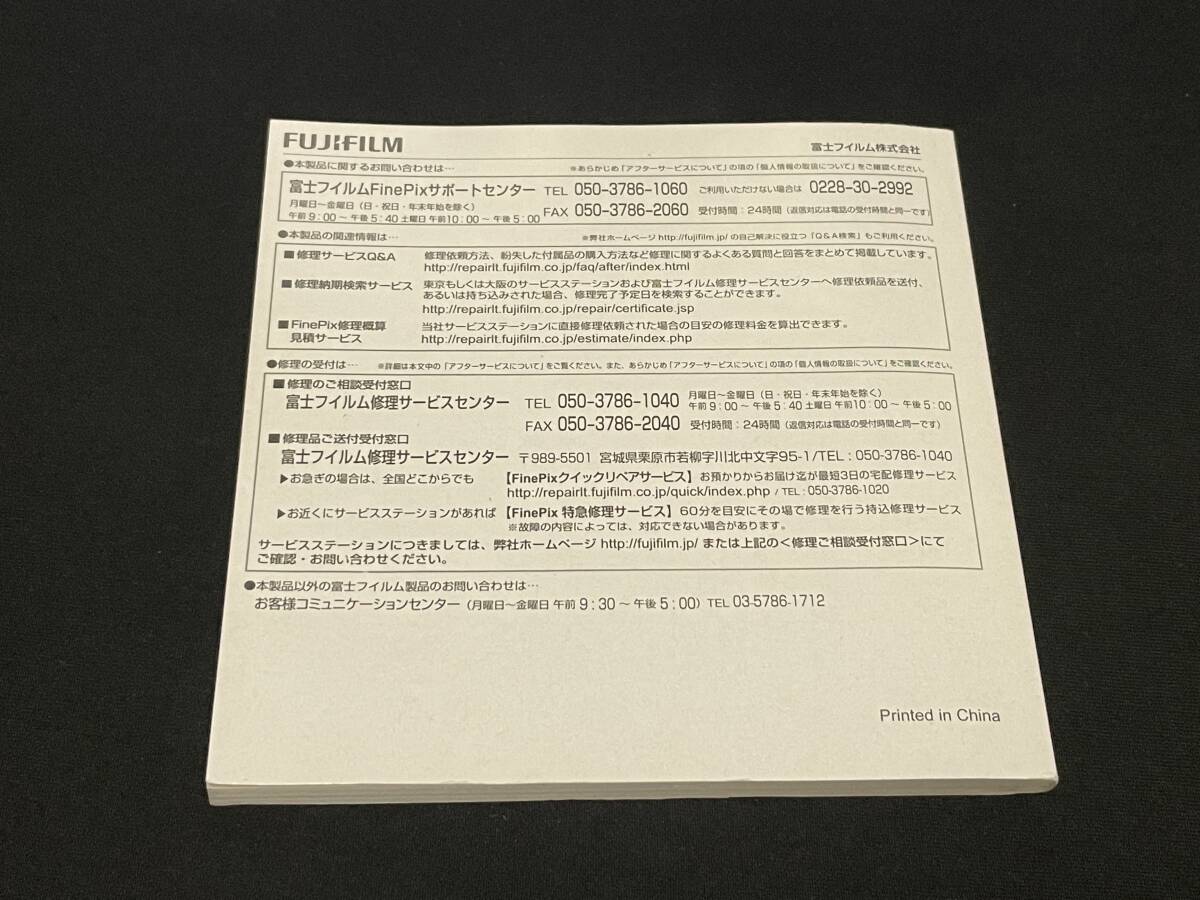 FUJIFILM 富士フイルム株式会社
●本製品に関するお問い合わせは… ※あらかじめ「アフターサービスについて」の項の「個人情報の取扱について」をご確認ください。
富士フイルムFinePixサポートセンター TEL 050-3786-1060 ご利用いただけない場合は 0228-30-2992
月曜日～金曜日（日・祝日・年末年始を除く）
午前9:00～午後5:40 土曜日 午前10:00～午後5:00 FAX 050-3786-2060 受付時間：24時間（返信対応は電話の受付時間と同一です）
●本製品の関連情報は… ※弊社ホームページ http://fujifilm.jp/ の自己解決に役立つ「Q&A検索」もご利用ください。
■修理サービスQ&A 修理依頼方法、紛失した付属品の購入方法など修理に関するよくある質問と回答をまとめて掲載しています。
http://repairlt.fujifilm.co.jp/faq/after/index.html
■修理納期検索サービス 東京もしくは大阪のサービスステーションおよび富士フイルム修理サービスセンターへ修理依頼品を送付、
あるいは持ち込みされた場合、修理完了予定日を検索することができます。
http://repairlt.fujifilm.co.jp/repair/certificate.jsp
■FinePix修理概算 当社サービスステーションに直接修理依頼された場合の目安の修理料金を算出できます。
見積サービス http://repairlt.fujifilm.co.jp/estimate/index.php
●修理の受付は… ※詳細は本文中の「アフターサービスについて」をご覧ください。また、あらかじめ「アフターサービスについて」の項の「個人情報の取扱について」をご確認ください。
■修理のご相談受付窓口
富士フイルム修理サービスセンター TEL 050-3786-1040 月曜日～金曜日（日・祝日・年末年始を除く）
午前9:00～午後5:40 土曜日 午前10:00～午後5:00
FAX 050-3786-2040 受付時間：24時間（返信対応は電話の受付時間と同一です）
■修理品ご送付受付窓口
富士フイルム修理サービスセンター 〒989-5501 宮城県栗原市若柳字川北中文字95-1/TEL：050-3786-1040
▶お急ぎの場合は、全国どこからでも 【FinePixクイックリペアサービス】お預かりからお届け迄が最短3日の宅配修理サービス
http://repairlt.fujifilm.co.jp/quick/index.php / TEL：050-3786-1020
▶お近くにサービスステーションがあれば 【FinePix 特急修理サービス】60分を目安にその場で修理を行う持込修理サービス
※故障の内容によっては、対応できない場合があります。
サービスステーションにつきましては、弊社ホームページ http://fujifilm.jp/ または上記の＜修理ご相談受付窓口＞にて
ご確認・お問い合わせください。
●本製品以外の富士フイルム製品のお問い合わせは…
お客様コミュニケーションセンター（月曜日～金曜日 午前9:30～午後5:00）TEL 03-5786-1712
Printed in China